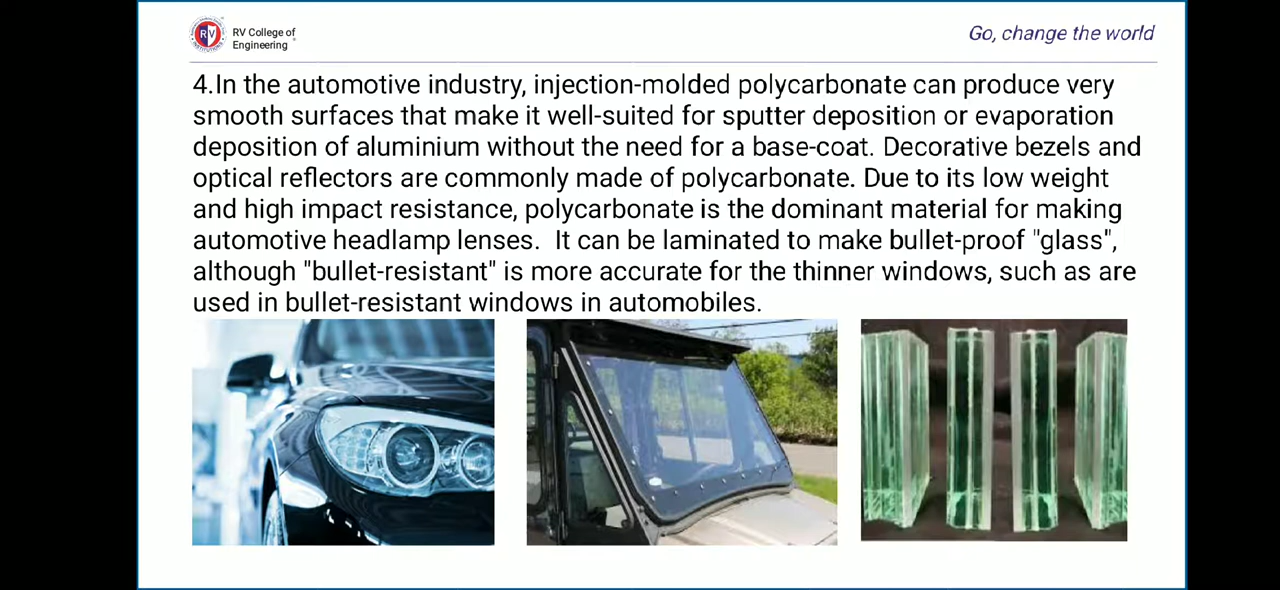 RV College of
Engineering
Go, change the world
4.In the automotive industry, injection-molded polycarbonate can produce very
smooth surfaces that make it well-suited for sputter deposition or evaporation
deposition of aluminium without the need for a base-coat. Decorative bezels and
optical reflectors are commonly made of polycarbonate. Due to its low weight
and high impact resistance, polycarbonate is the dominant material for making
automotive headlamp lenses.  It can be laminated to make bullet-proof "glass",
although "bullet-resistant" is more accurate for the thinner windows, such as are
used in bullet-resistant windows in automobiles.